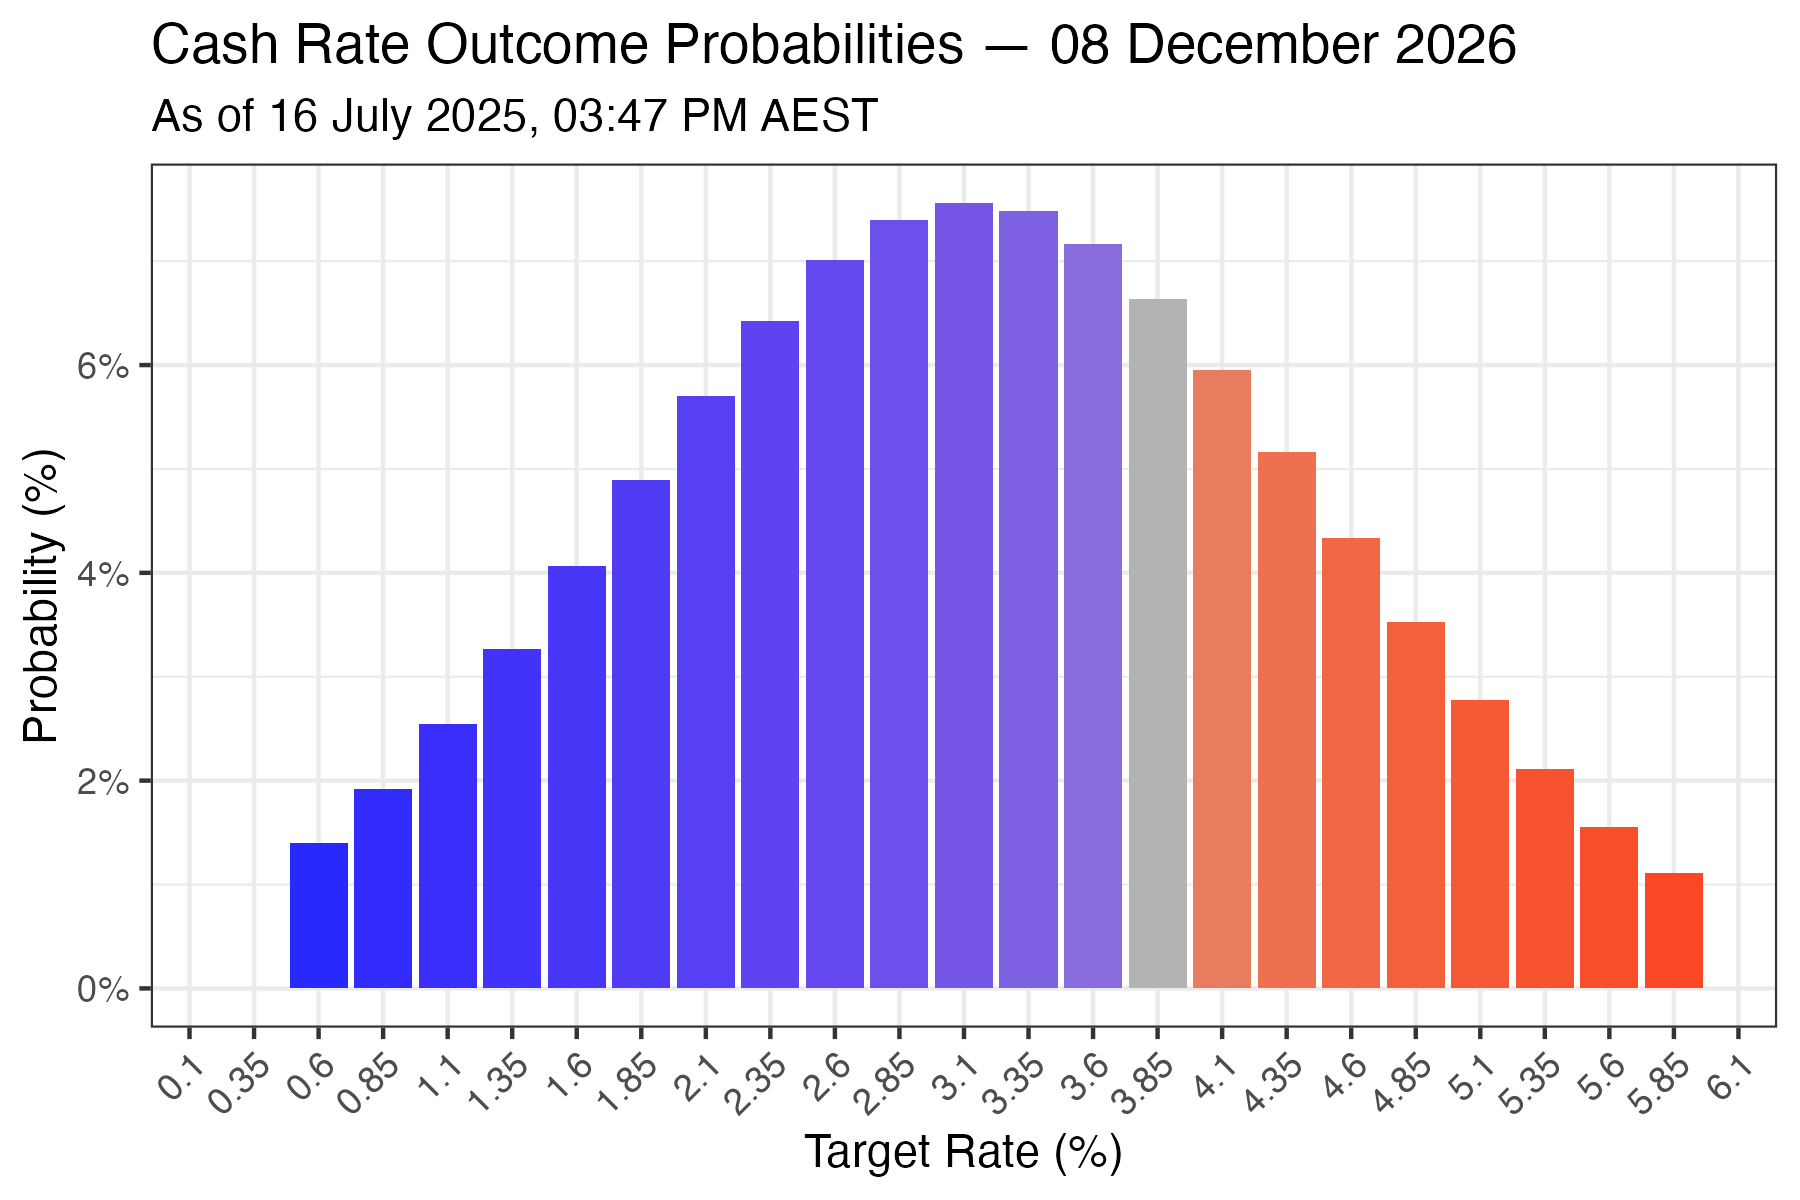 Cash Rate Outcome Probabilities — 08 December 2026
As of 16 July 2025, 03:47 PM AEST
Probability (%)
6%
4%
2%
0%
0.1 0.35 0.6 0.85 1.1 1.35 1.6 1.85 2.1 2.35 2.6 2.85 3.1 3.35 3.6 3.85 4.1 4.35 4.6 4.85 5.1 5.35 5.6 5.85 6.1
Target Rate (%)